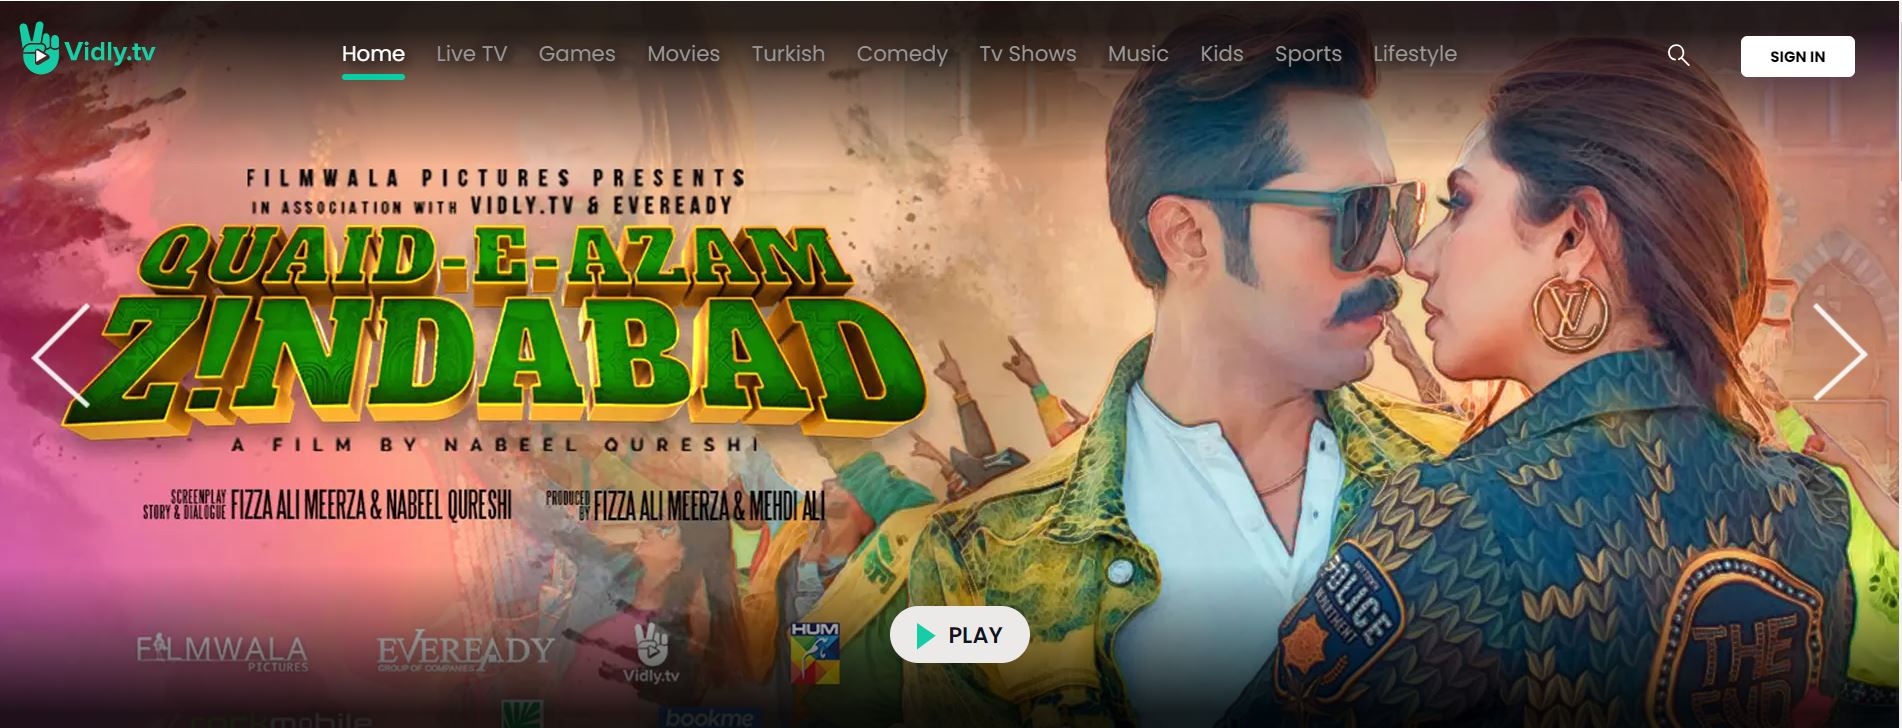 Vidly.tv
Home Live TV Games Movies Turkish Comedy Tv Shows Music Kids Sports Lifestyle
SIGN IN
FILMWALA PICTURES PRESENTS
IN ASSOCIATION WITH VIDLY.TV & EVEREADY
QUAID-E-AZAM
Z!NDABAD
A FILM BY NABEEL QURESHI
SCREENPLAY
STORY & DIALOGUE FIZZA ALI MEERZA & NABEEL QURESHI
PRODUCED
BY FIZZA ALI MEERZA & MEHDI ALI
PLAY
FILMWALA
PICTURES
EVEREADY
GROUP OF COMPANIES
Vidly.tv
HUM
rockmobile
bookme
POLICE
THE
END